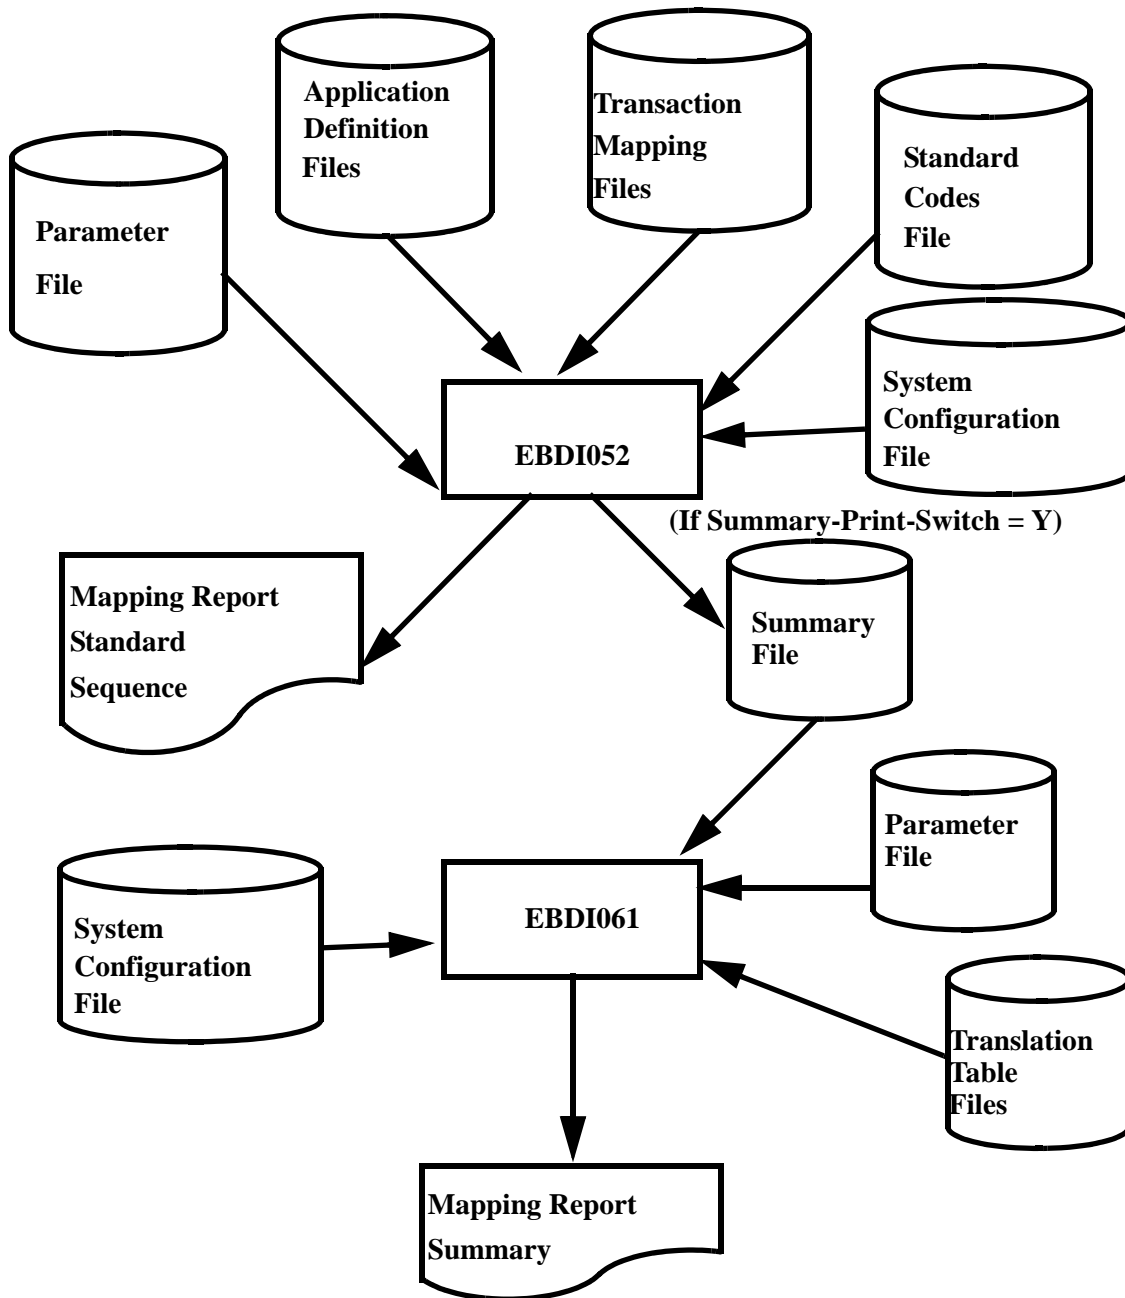 Application
Definition
Files
Transaction
Mapping
Files
Standard
Codes
File
Parameter
File
System
Configuration
File
EBDI052
(If Summary-Print-Switch = Y)
Mapping Report
Standard
Sequence
Summary
File
Parameter
File
System
Configuration
File
EBDI061
Translation
Table
Files
Mapping Report
Summary